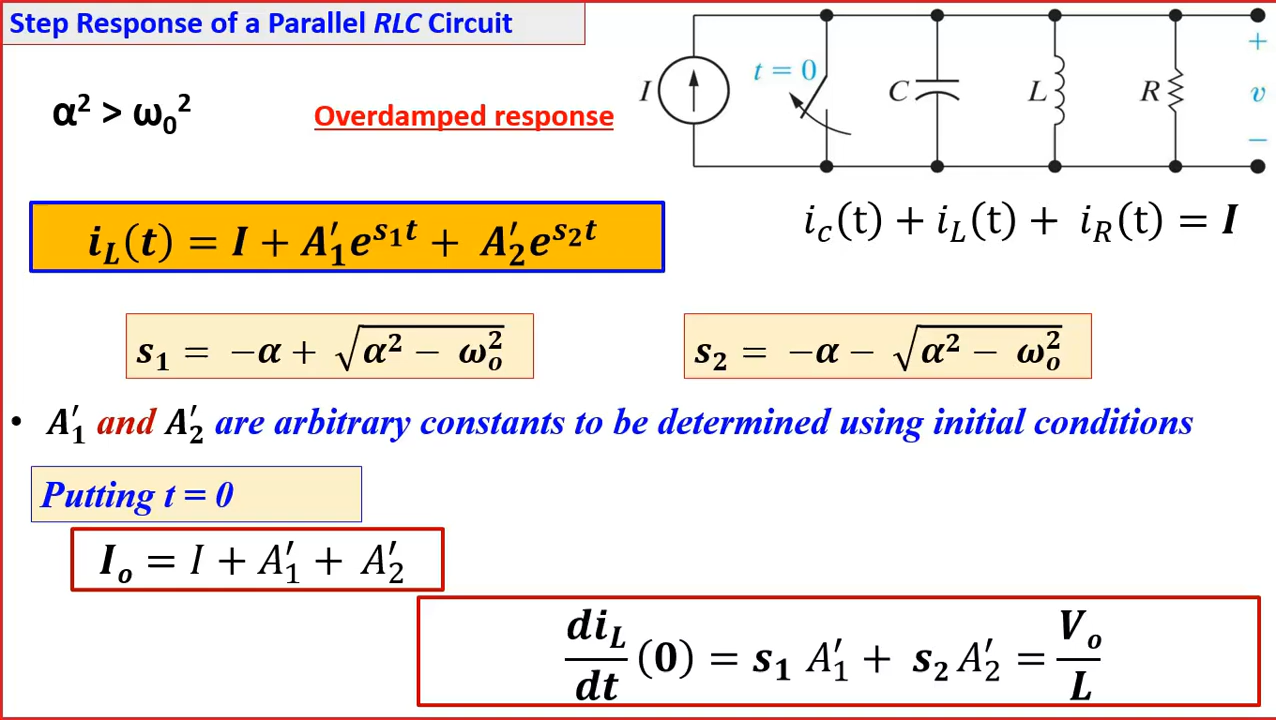 Step Response of a Parallel RLC Circuit
α² > ω₀²
Overdamped response
I
t = 0
C
L
R
+
v
−
i_L(t) = I + A′₁e^{s₁t} + A′₂e^{s₂t}
i_c(t) + i_L(t) + i_R(t) = I
s₁ = −α + √(α² − ω_o²)
s₂ = −α − √(α² − ω_o²)
• A′₁ and A′₂ are arbitrary constants to be determined using initial conditions
Putting t = 0
I_o = I + A′₁ + A′₂
di_L/dt (0) = s₁ A′₁ + s₂ A′₂ = V_o/L